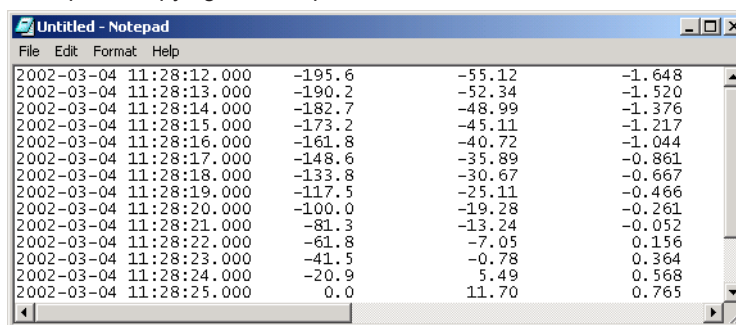 Untitled - Notepad
File Edit Format Help
2002-03-04 11:28:12.000 -195.6 -55.12 -1.648
2002-03-04 11:28:13.000 -190.2 -52.34 -1.520
2002-03-04 11:28:14.000 -182.7 -48.99 -1.376
2002-03-04 11:28:15.000 -173.2 -45.11 -1.217
2002-03-04 11:28:16.000 -161.8 -40.72 -1.044
2002-03-04 11:28:17.000 -148.6 -35.89 -0.861
2002-03-04 11:28:18.000 -133.8 -30.67 -0.667
2002-03-04 11:28:19.000 -117.5 -25.11 -0.466
2002-03-04 11:28:20.000 -100.0 -19.28 -0.261
2002-03-04 11:28:21.000 -81.3 -13.24 -0.052
2002-03-04 11:28:22.000 -61.8 -7.05 0.156
2002-03-04 11:28:23.000 -41.5 -0.78 0.364
2002-03-04 11:28:24.000 -20.9 5.49 0.568
2002-03-04 11:28:25.000 0.0 11.70 0.765